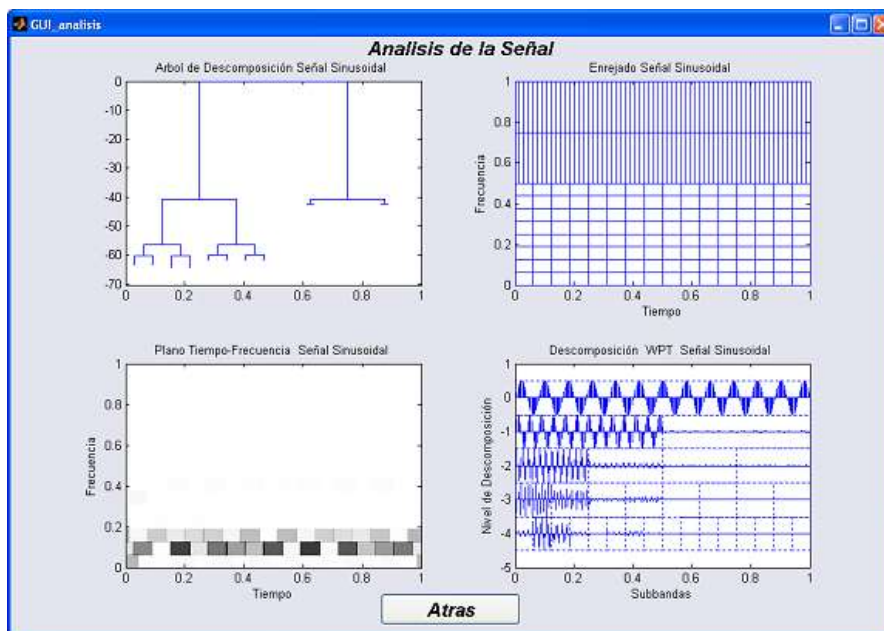 GUI_analisis
Analisis de la Señal
Arbol de Descomposición Señal Sinusoidal
0
-10
-20
-30
-40
-50
-60
-70
0 0.2 0.4 0.6 0.8 1
Enrejado Señal Sinusoidal
Frecuencia
1
0.8
0.6
0.4
0.2
0
0 0.2 0.4 0.6 0.8 1
Tiempo
Plano Tiempo-Frecuencia Señal Sinusoidal
Frecuencia
1
0.8
0.6
0.4
0.2
0
0 0.2 0.4 0.6 0.8 1
Tiempo
Descomposición WPT Señal Sinusoidal
Nivel de Descomposición
1
0
-1
-2
-3
-4
-5
0 0.2 0.4 0.6 0.8 1
Subbandas
Atras